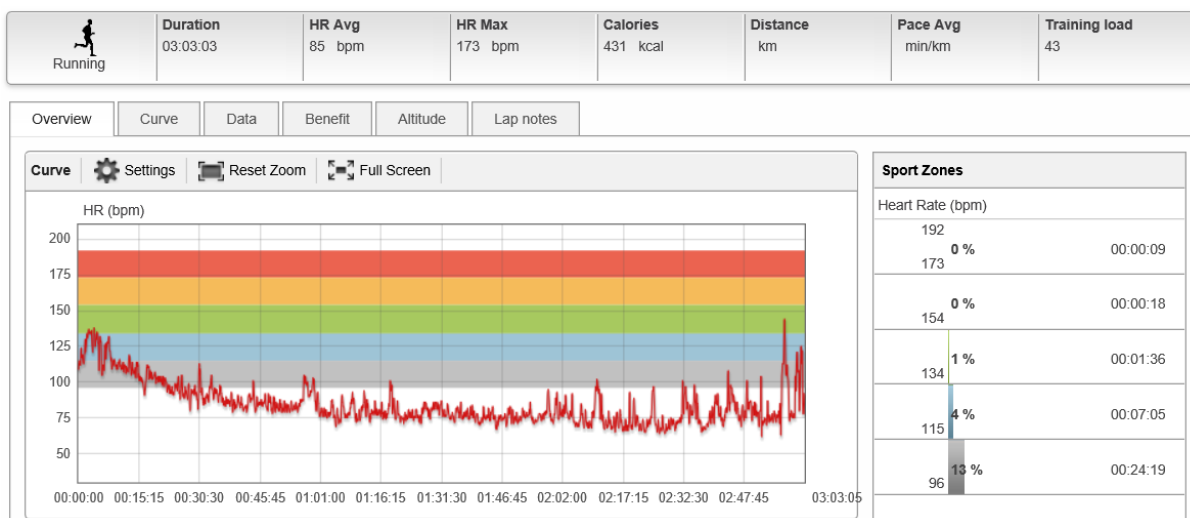 Duration HR Avg HR Max Calories Distance Pace Avg Training load
03:03:03 85 bpm 173 bpm 431 kcal km min/km 43
Running
Overview Curve Data Benefit Altitude Lap notes
Curve Settings Reset Zoom Full Screen
HR (bpm)
200
175
150
125
100
75
50
00:00:00 00:15:15 00:30:30 00:45:45 01:01:00 01:16:15 01:31:30 01:46:45 02:02:00 02:17:15 02:32:30 02:47:45 03:03:05
Sport Zones
Heart Rate (bpm)
192
0 % 00:00:09
173
0 % 00:00:18
154
1 % 00:01:36
134
4 % 00:07:05
115
13 % 00:24:19
96